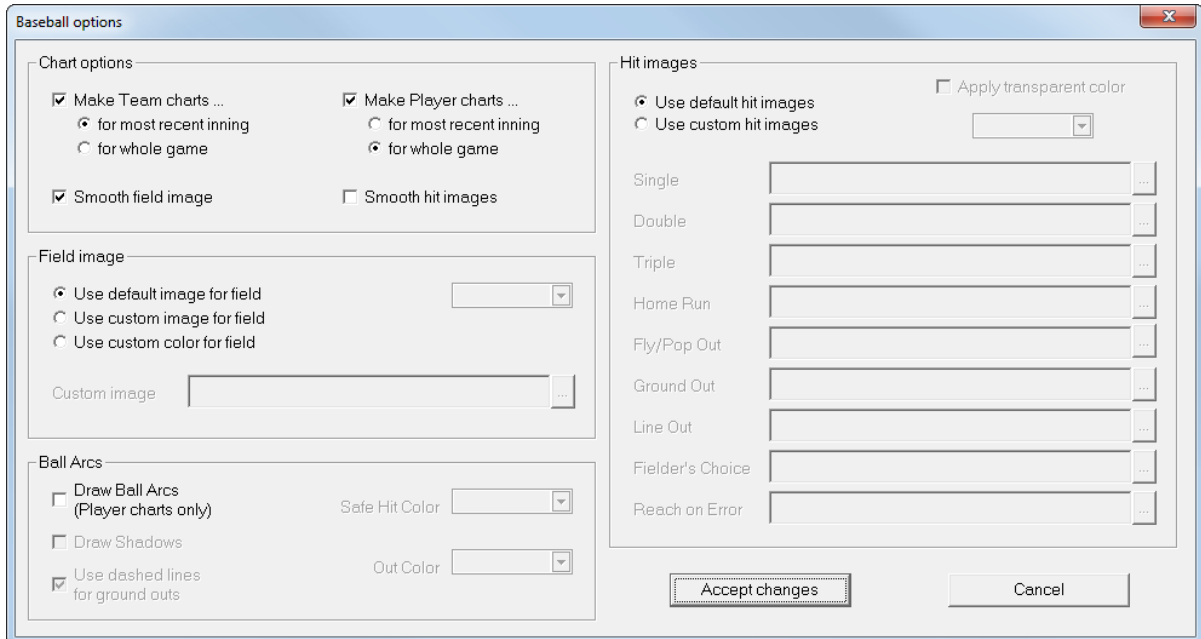 Baseball options
Chart options
Make Team charts ...
for most recent inning
for whole game
Make Player charts ...
for most recent inning
for whole game
Smooth field image
Smooth hit images
Field image
Use default image for field
Use custom image for field
Use custom color for field
Custom image
...
Ball Arcs
Draw Ball Arcs
(Player charts only)
Draw Shadows
Use dashed lines
for ground outs
Safe Hit Color
Out Color
Hit images
Use default hit images
Use custom hit images
Apply transparent color
Single
...
Double
...
Triple
...
Home Run
...
Fly/Pop Out
...
Ground Out
...
Line Out
...
Fielder's Choice
...
Reach on Error
...
Accept changes
Cancel